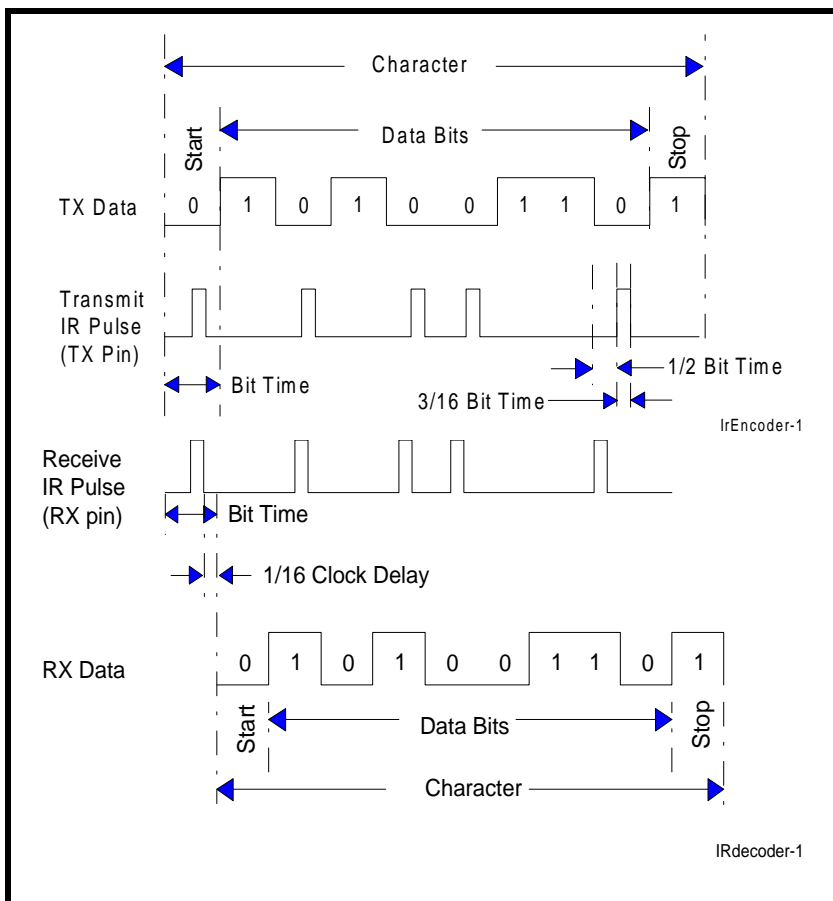 Character
Start
Data Bits
Stop
TX Data
0 1 0 1 0 0 1 1 0 1
Transmit
IR Pulse
(TX Pin)
Bit Time
1/2 Bit Time
3/16 Bit Time
IrEncoder-1
Receive
IR Pulse
(RX pin)
Bit Time
1/16 Clock Delay
RX Data
0 1 0 1 0 0 1 1 0 1
Start
Data Bits
Stop
Character
IRdecoder-1